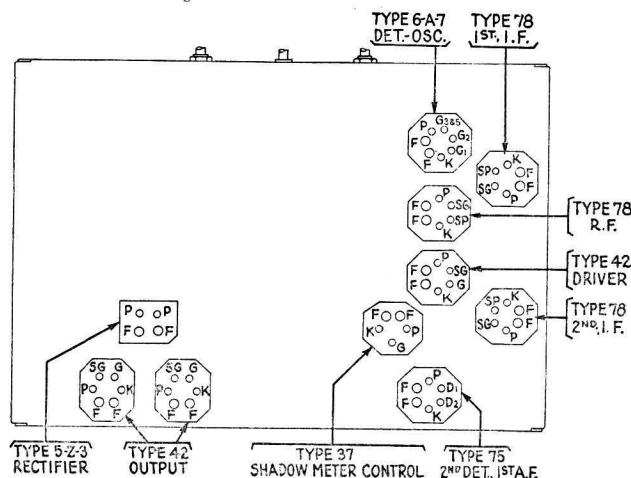 TYPE 6-A-7
DET.-OSC.
TYPE 78
1ST. I.F.
P G3&5
F G2
G1
F K
K
SP F
SG F
P
P
F SG
F SP
K
TYPE 78
R.F.
P
F SG
F G
K
TYPE 42
DRIVER
K
SP F
F
SG P
TYPE 78
2ND. I.F.
P P
F F
F F
K P
G
SG G
P K
F F
SG G
P K
F F
P
F D1
F D2
K
TYPE 5-Z-3
RECTIFIER
TYPE 42
OUTPUT
TYPE 37
SHADOW METER CONTROL
TYPE 75
2ND DET., 1ST A.F.